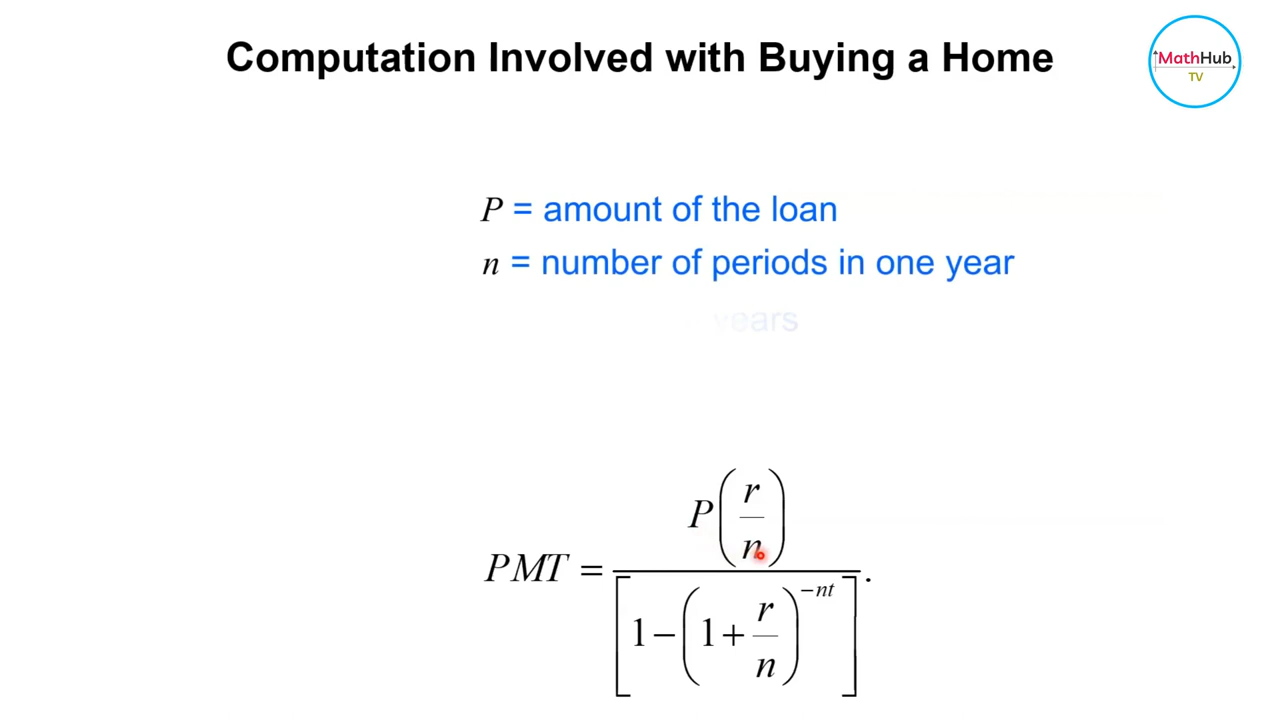 Computation Involved with Buying a Home
MathHub
TV
P = amount of the loan
n = number of periods in one year
years
PMT = P(r/n) / [1−(1+r/n)^−nt].